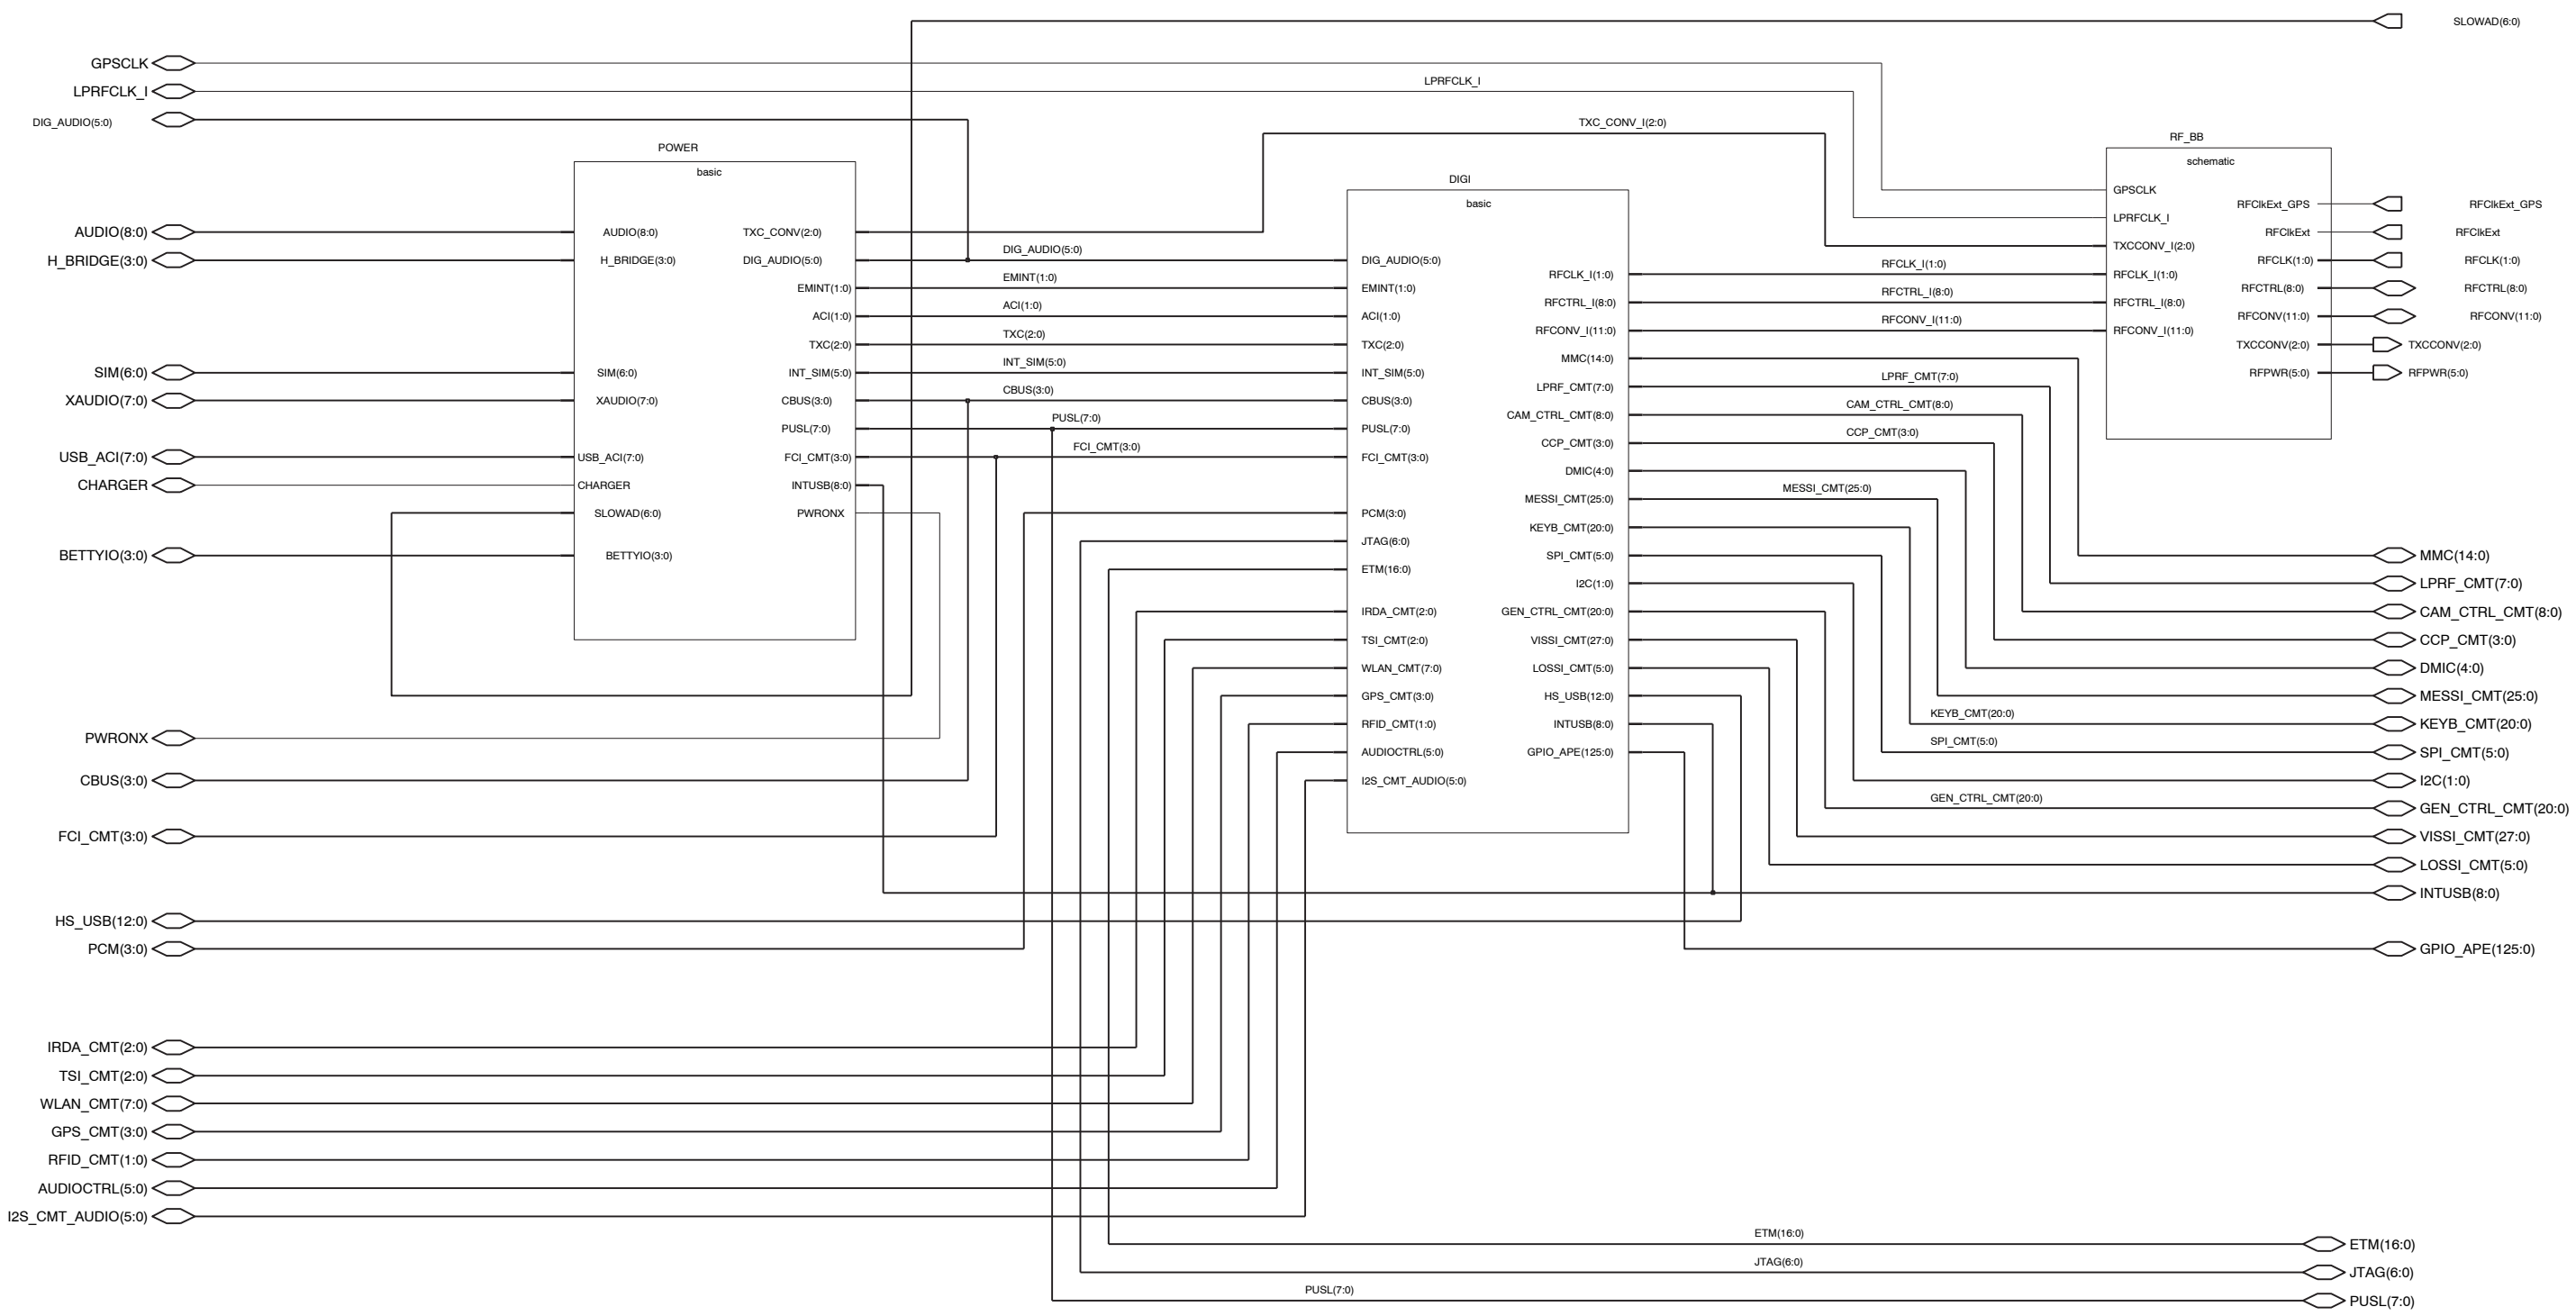 SLOWAD(6:0)
GPSCLK
LPRFCLK_I
LPRFCLK_I
DIG_AUDIO(5:0)
TXC_CONV_I(2:0)
POWER
basic
AUDIO(8:0)
H_BRIDGE(3:0)
SIM(6:0)
XAUDIO(7:0)
USB_ACI(7:0)
CHARGER
BETTYIO(3:0)
PWRONX
CBUS(3:0)
FCI_CMT(3:0)
HS_USB(12:0)
PCM(3:0)
IRDA_CMT(2:0)
TSI_CMT(2:0)
WLAN_CMT(7:0)
GPS_CMT(3:0)
RFID_CMT(1:0)
AUDIOCTRL(5:0)
I2S_CMT_AUDIO(5:0)
AUDIO(8:0)
H_BRIDGE(3:0)
SIM(6:0)
XAUDIO(7:0)
USB_ACI(7:0)
CHARGER
SLOWAD(6:0)
BETTYIO(3:0)
TXC_CONV(2:0)
DIG_AUDIO(5:0)
EMINT(1:0)
ACI(1:0)
TXC(2:0)
INT_SIM(5:0)
CBUS(3:0)
PUSL(7:0)
FCI_CMT(3:0)
INTUSB(8:0)
PWRONX
DIG_AUDIO(5:0)
EMINT(1:0)
ACI(1:0)
TXC(2:0)
INT_SIM(5:0)
CBUS(3:0)
PUSL(7:0)
FCI_CMT(3:0)
DIGI
basic
DIG_AUDIO(5:0)
EMINT(1:0)
ACI(1:0)
TXC(2:0)
INT_SIM(5:0)
CBUS(3:0)
PUSL(7:0)
FCI_CMT(3:0)
PCM(3:0)
JTAG(6:0)
ETM(16:0)
IRDA_CMT(2:0)
TSI_CMT(2:0)
WLAN_CMT(7:0)
GPS_CMT(3:0)
RFID_CMT(1:0)
AUDIOCTRL(5:0)
I2S_CMT_AUDIO(5:0)
RFCLK_I(1:0)
RFCTRL_I(8:0)
RFCONV_I(11:0)
MMC(14:0)
LPRF_CMT(7:0)
CAM_CTRL_CMT(8:0)
CCP_CMT(3:0)
DMIC(4:0)
MESSI_CMT(25:0)
KEYB_CMT(20:0)
SPI_CMT(5:0)
I2C(1:0)
GEN_CTRL_CMT(20:0)
VISSI_CMT(27:0)
LOSSI_CMT(5:0)
HS_USB(12:0)
INTUSB(8:0)
GPIO_APE(125:0)
RFCLK_I(1:0)
RFCTRL_I(8:0)
RFCONV_I(11:0)
LPRF_CMT(7:0)
CAM_CTRL_CMT(8:0)
CCP_CMT(3:0)
MESSI_CMT(25:0)
KEYB_CMT(20:0)
SPI_CMT(5:0)
GEN_CTRL_CMT(20:0)
RF_BB
schematic
GPSCLK
LPRFCLK_I
TXCCONV_I(2:0)
RFCLK_I(1:0)
RFCTRL_I(8:0)
RFCONV_I(11:0)
RFClkExt_GPS
RFClkExt
RFCLK(1:0)
RFCTRL(8:0)
RFCONV(11:0)
TXCCONV(2:0)
RFPWR(5:0)
RFClkExt_GPS
RFClkExt
RFCLK(1:0)
RFCTRL(8:0)
RFCONV(11:0)
TXCCONV(2:0)
RFPWR(5:0)
MMC(14:0)
LPRF_CMT(7:0)
CAM_CTRL_CMT(8:0)
CCP_CMT(3:0)
DMIC(4:0)
MESSI_CMT(25:0)
KEYB_CMT(20:0)
SPI_CMT(5:0)
I2C(1:0)
GEN_CTRL_CMT(20:0)
VISSI_CMT(27:0)
LOSSI_CMT(5:0)
INTUSB(8:0)
GPIO_APE(125:0)
ETM(16:0)
ETM(16:0)
JTAG(6:0)
JTAG(6:0)
PUSL(7:0)
PUSL(7:0)